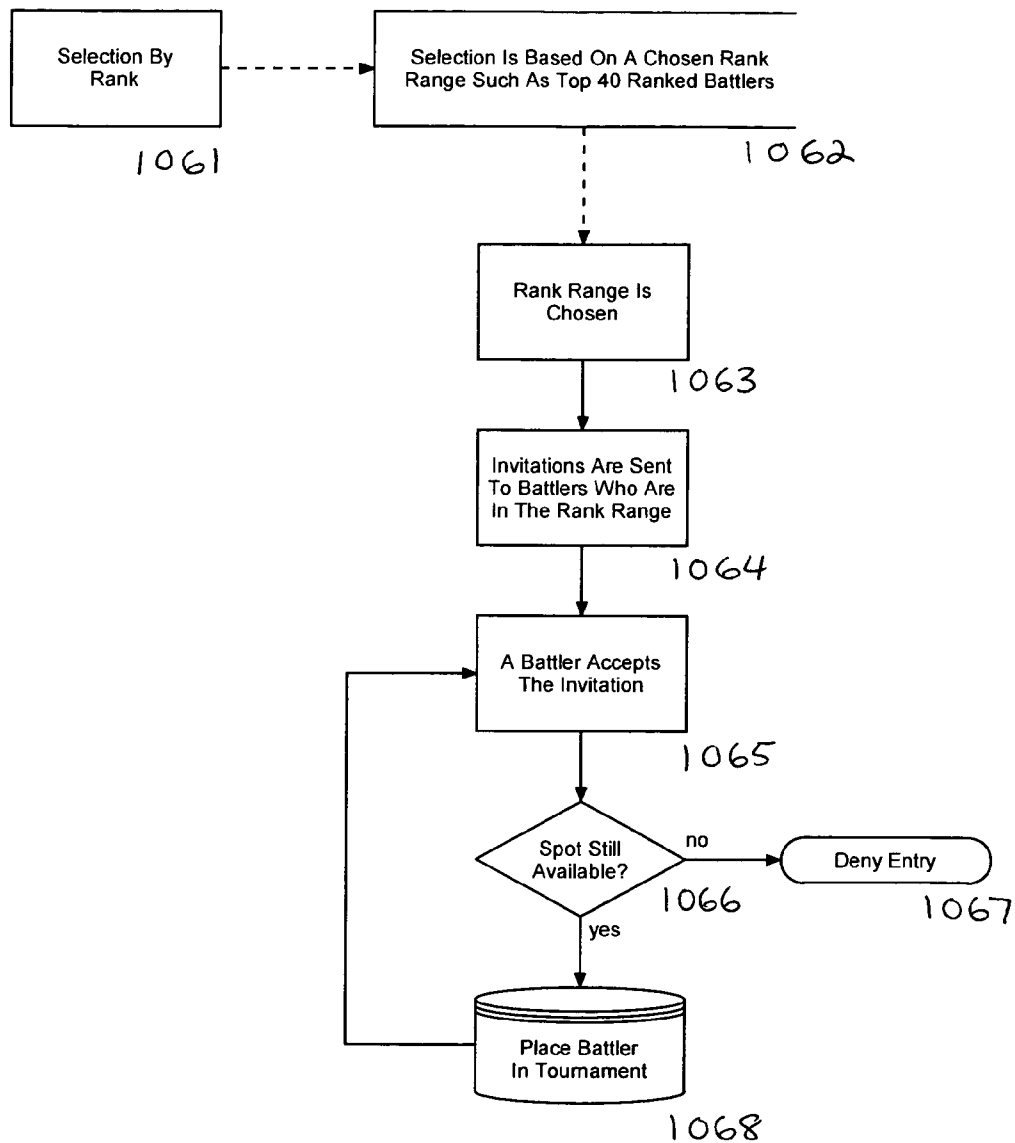 Selection By
Rank
1061
Selection Is Based On A Chosen Rank
Range Such As Top 40 Ranked Battlers
1062
Rank Range Is
Chosen
1063
Invitations Are Sent
To Battlers Who Are
In The Rank Range
1064
A Battler Accepts
The Invitation
1065
Spot Still
Available?
1066
no
Deny Entry
1067
yes
Place Battler
In Tournament
1068